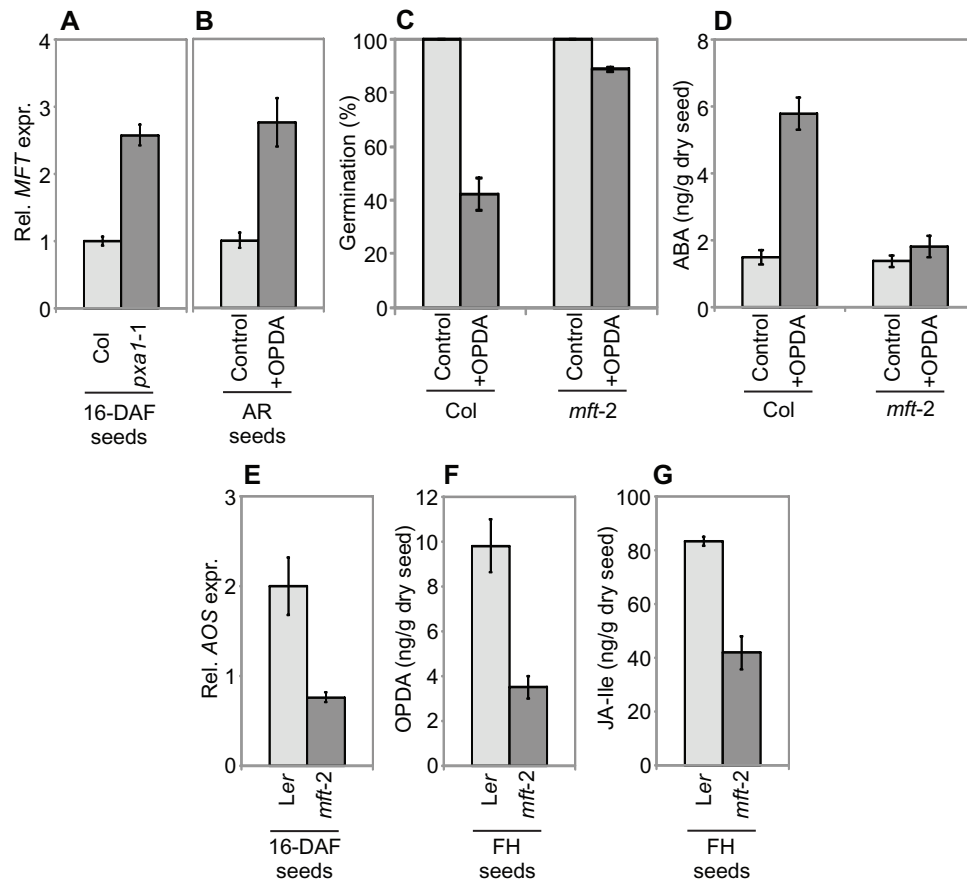 A
Rel. MFT expr.
4
3
2
1
0
Col
pxa1-1
16-DAF
seeds
B
Control
+OPDA
AR
seeds
C
Germination (%)
100
80
60
40
20
0
Control
+OPDA
Col
Control
+OPDA
mft-2
D
ABA (ng/g dry seed)
8
6
4
2
0
Control
+OPDA
Col
Control
+OPDA
mft-2
E
Rel. AOS expr.
3
2
1
0
Ler
mft-2
16-DAF
seeds
F
OPDA (ng/g dry seed)
12
10
8
6
4
2
0
Ler
mft-2
FH
seeds
G
JA-Ile (ng/g dry seed)
100
80
60
40
20
0
Ler
mft-2
FH
seeds